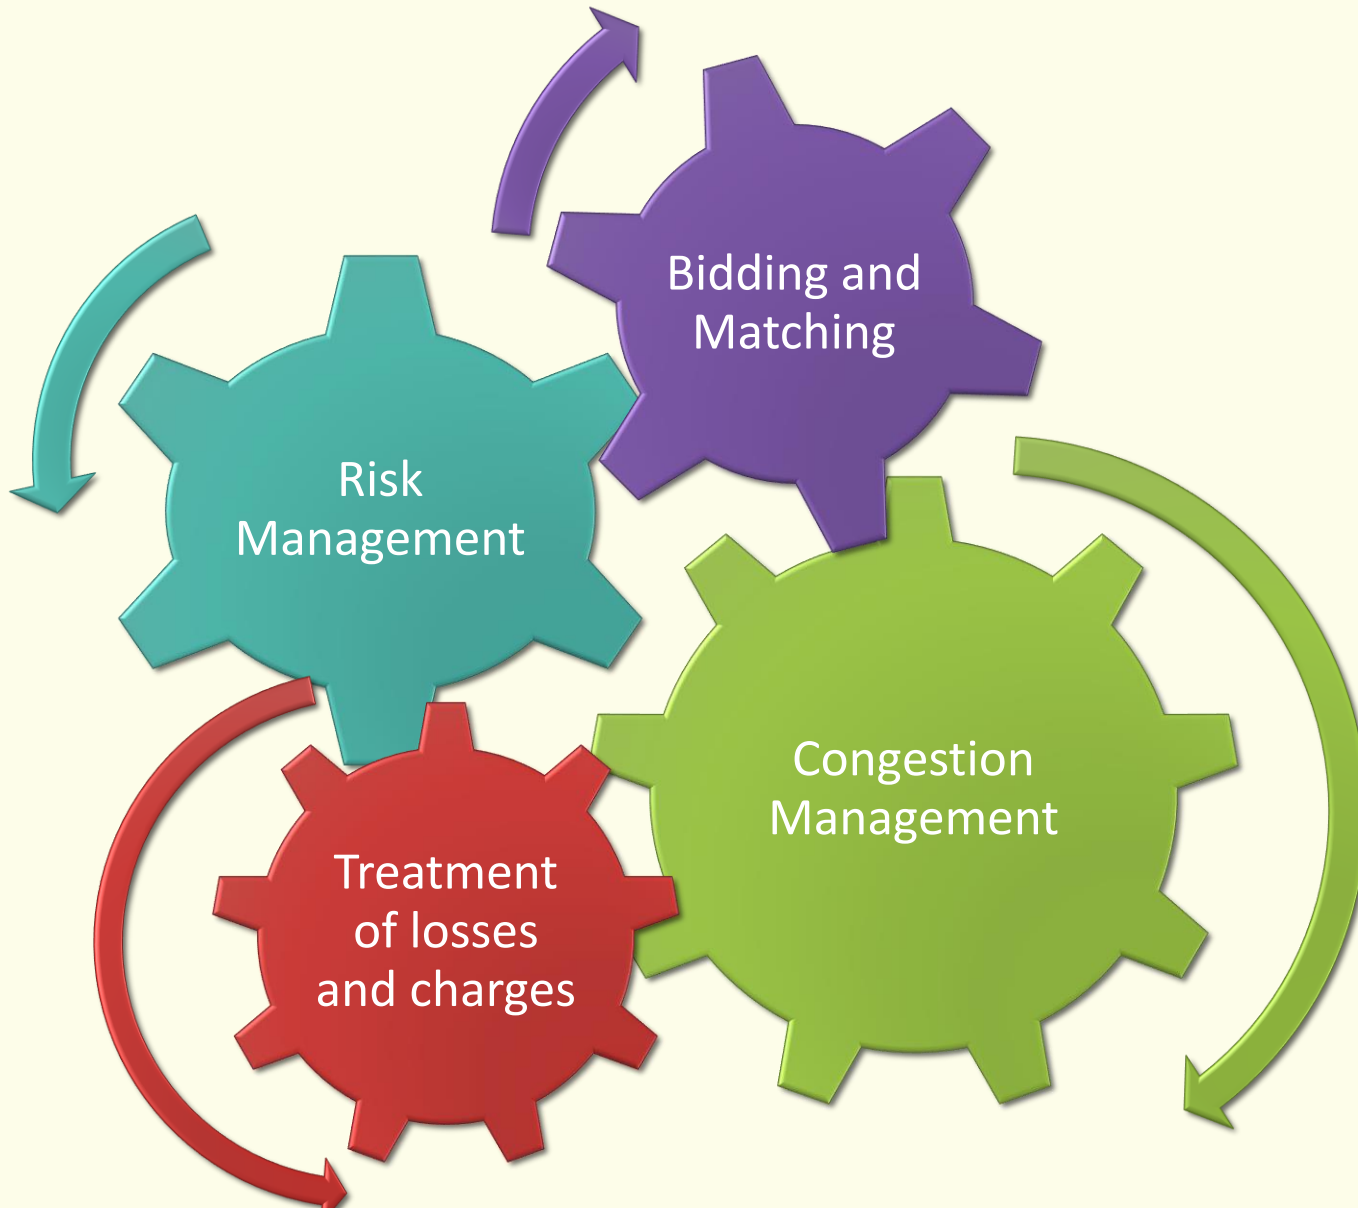 Bidding and
Matching
Risk
Management
Congestion
Management
Treatment
of losses
and charges